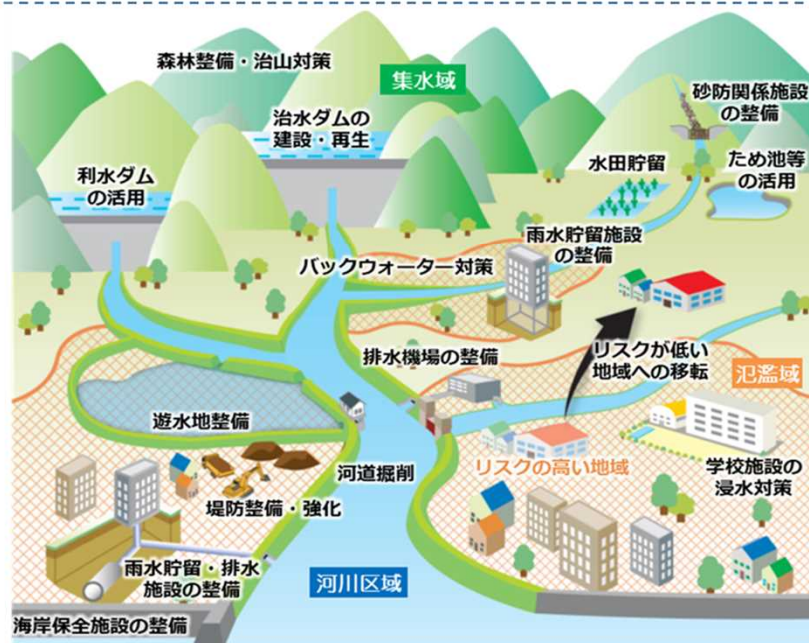 森林整備・治山対策
集水域
砂防関係施設
の整備
治水ダムの
建設・再生
水田貯留
ため池等
の活用
利水ダム
の活用
雨水貯留施設
の整備
バックウォーター対策
排水機場の整備
リスクが低い
地域への移転
氾濫域
遊水地整備
リスクの高い地域
学校施設の
浸水対策
河道掘削
堤防整備・強化
雨水貯留・排水
施設の整備
河川区域
海岸保全施設の整備